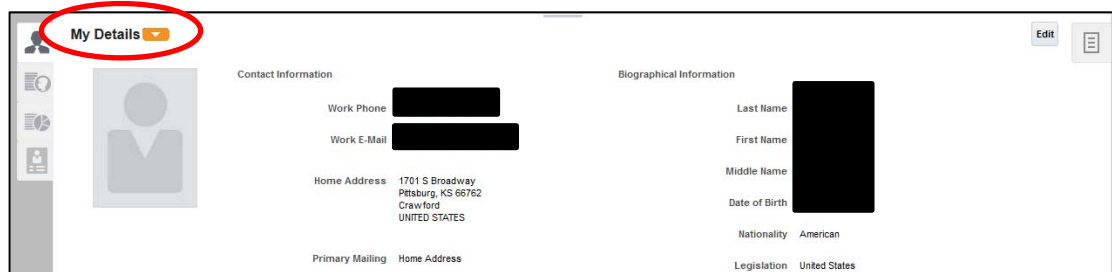 My Details
Edit
Contact Information
Work Phone
Work E-Mail
Home Address 1701 S Broadway
Pittsburg, KS 66762
Crawford
UNITED STATES
Primary Mailing Home Address
Biographical Information
Last Name
First Name
Middle Name
Date of Birth
Nationality American
Legislation United States